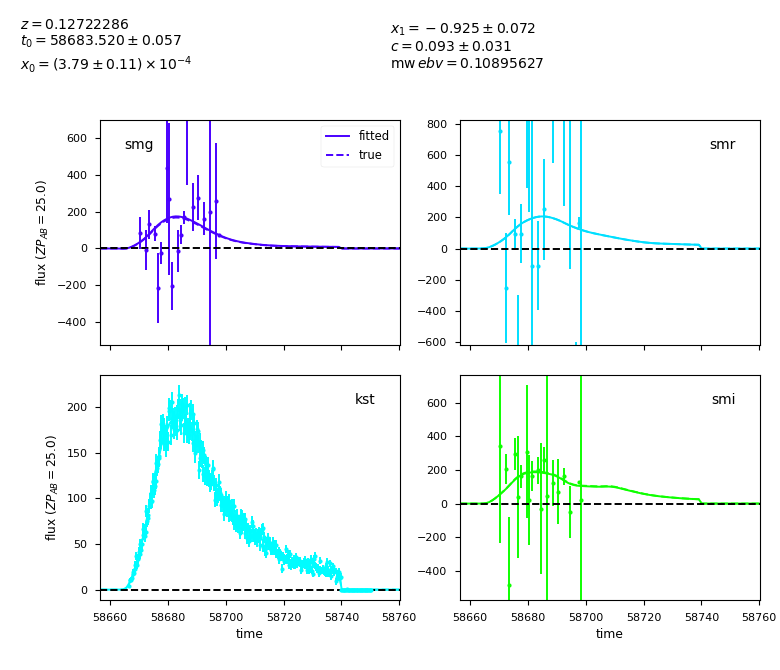 z = 0.12722286
t₀ = 58683.520 ± 0.057
x₀ = (3.79 ± 0.11) × 10⁻⁴
x₁ = −0.925 ± 0.072
c = 0.093 ± 0.031
mw ebv = 0.10895627
smg
fitted
true
600
400
200
0
−200
−400
flux (ZP_AB = 25.0)
smr
800
600
400
200
0
−200
−400
−600
kst
200
150
100
50
0
flux (ZP_AB = 25.0)
58660 58680 58700 58720 58740 58760
time
smi
600
400
200
0
−200
−400
58660 58680 58700 58720 58740 58760
time